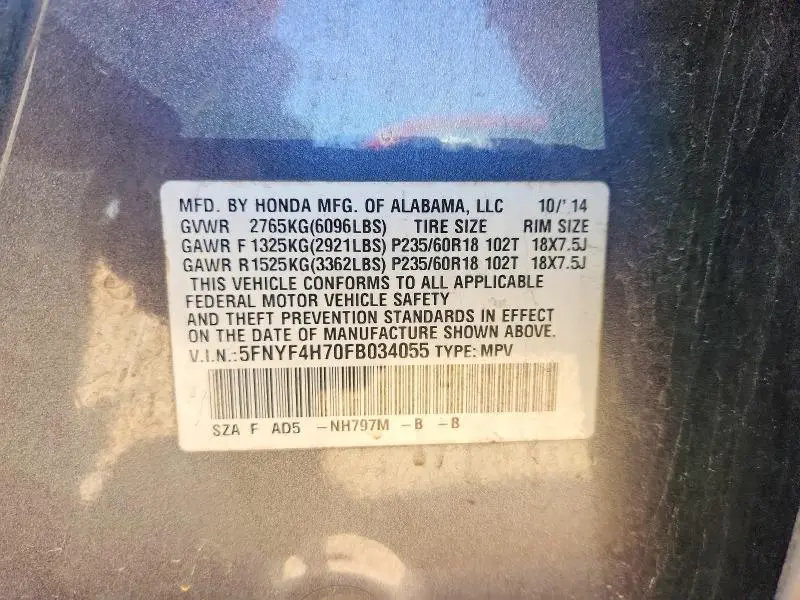 MFD. BY HONDA MFG. OF ALABAMA, LLC 10/'14
GVWR 2765KG(6096LBS) TIRE SIZE RIM SIZE
GAWR F 1325KG(2921LBS) P235/60R18 102T 18X7.5J
GAWR R1525KG(3362LBS) P235/60R18 102T 18X7.5J
THIS VEHICLE CONFORMS TO ALL APPLICABLE
FEDERAL MOTOR VEHICLE SAFETY
AND THEFT PREVENTION STANDARDS IN EFFECT
ON THE DATE OF MANUFACTURE SHOWN ABOVE.
V.I.N.:5FNYF4H70FB034055 TYPE: MPV
SZA F AD5 -NH797M -B -B